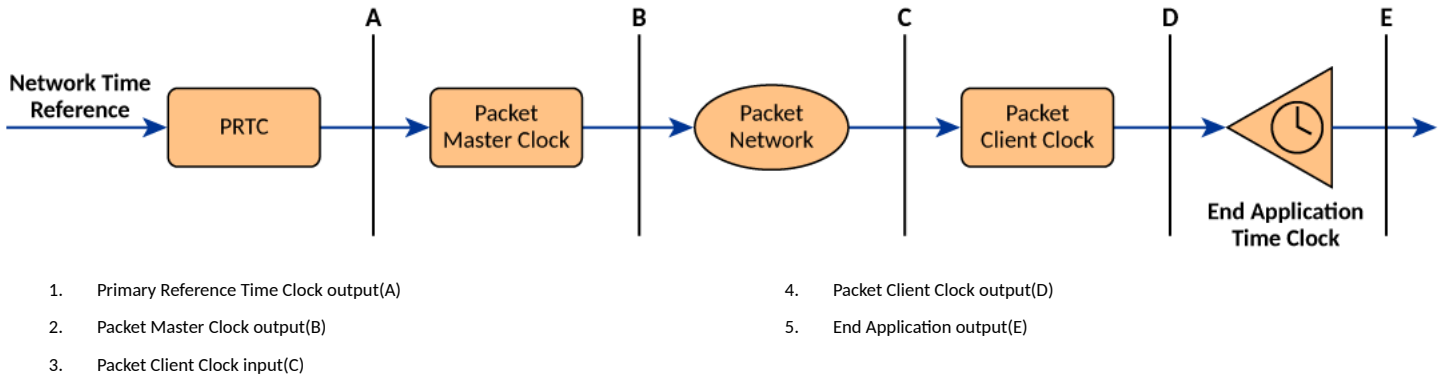 A
B
C
D
E
Network Time
Reference
PRTC
Packet
Master Clock
Packet
Network
Packet
Client Clock
End Application
Time Clock
1. Primary Reference Time Clock output(A)
2. Packet Master Clock output(B)
3. Packet Client Clock input(C)
4. Packet Client Clock output(D)
5. End Application output(E)